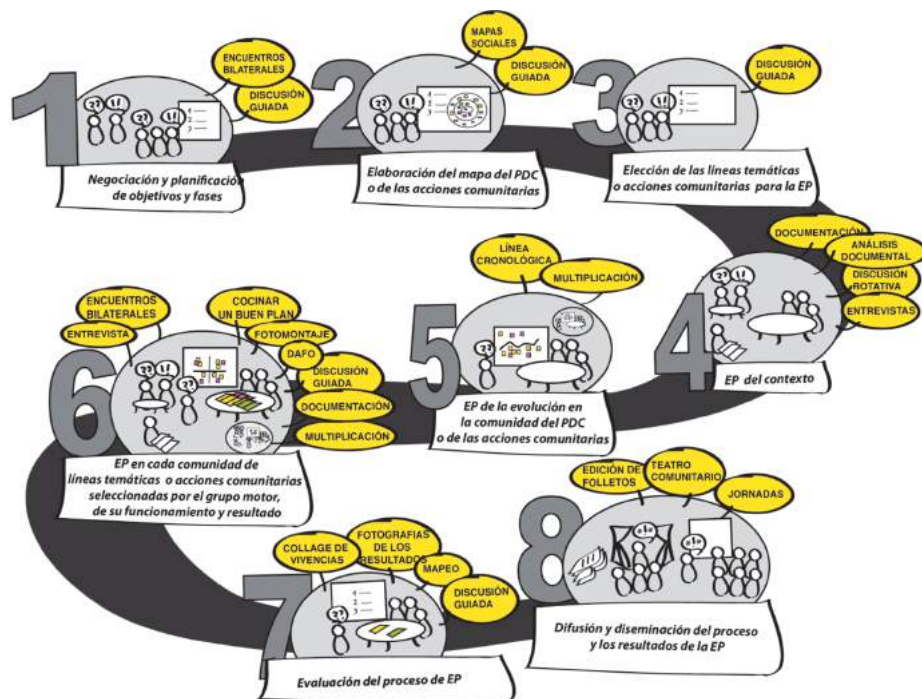 1
ENCUENTROS
BILATERALES
DISCUSIÓN
GUIADA
Negociación y planificación
de objetivos y fases
2
MAPAS
SOCIALES
DISCUSIÓN
GUIADA
Elaboración del mapa del PDC
o de las acciones comunitarias
3
DISCUSIÓN
GUIADA
Elección de las líneas temáticas
o acciones comunitarias para la EP
4
DOCUMENTACIÓN
ANÁLISIS
DOCUMENTAL
DISCUSIÓN
ROTATIVA
ENTREVISTAS
EP del contexto
5
LÍNEA
CRONOLÓGICA
MULTIPLICACIÓN
EP de la evolución en
la comunidad del PDC
o de las acciones comunitarias
6
ENCUENTROS
BILATERALES
ENTREVISTA
COCINAR
UN BUEN PLAN
FOTOMONTAJE
DAFO
DISCUSIÓN
GUIADA
DOCUMENTACIÓN
MULTIPLICACIÓN
EP en cada comunidad de
líneas temáticas o acciones comunitarias
seleccionadas por el grupo motor,
de su funcionamiento y resultado
7
COLLAGE DE
VIVENCIAS
FOTOGRAFIAS
DE LOS
RESULTADOS
MAPEO
DISCUSIÓN
GUIADA
Evaluación del proceso de EP
8
EDICIÓN DE
FOLLETOS
TEATRO
COMUNITARIO
JORNADAS
Difusión y diseminación del proceso
y los resultados de la EP